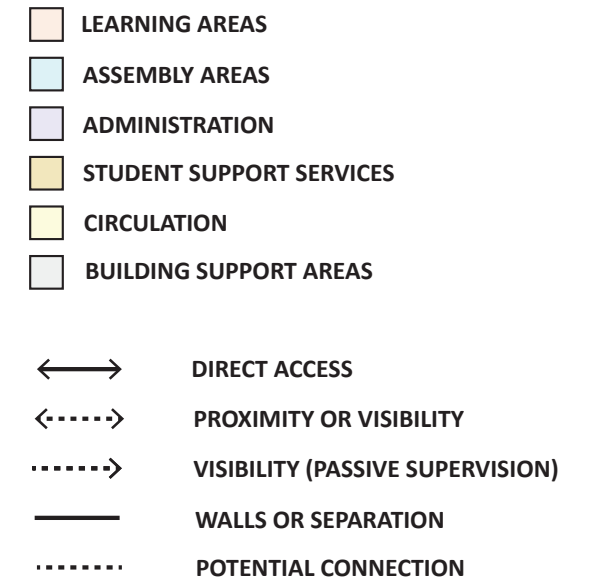 LEARNING AREAS
ASSEMBLY AREAS
ADMINISTRATION
STUDENT SUPPORT SERVICES
CIRCULATION
BUILDING SUPPORT AREAS
DIRECT ACCESS
PROXIMITY OR VISIBILITY
VISIBILITY (PASSIVE SUPERVISION)
WALLS OR SEPARATION
POTENTIAL CONNECTION